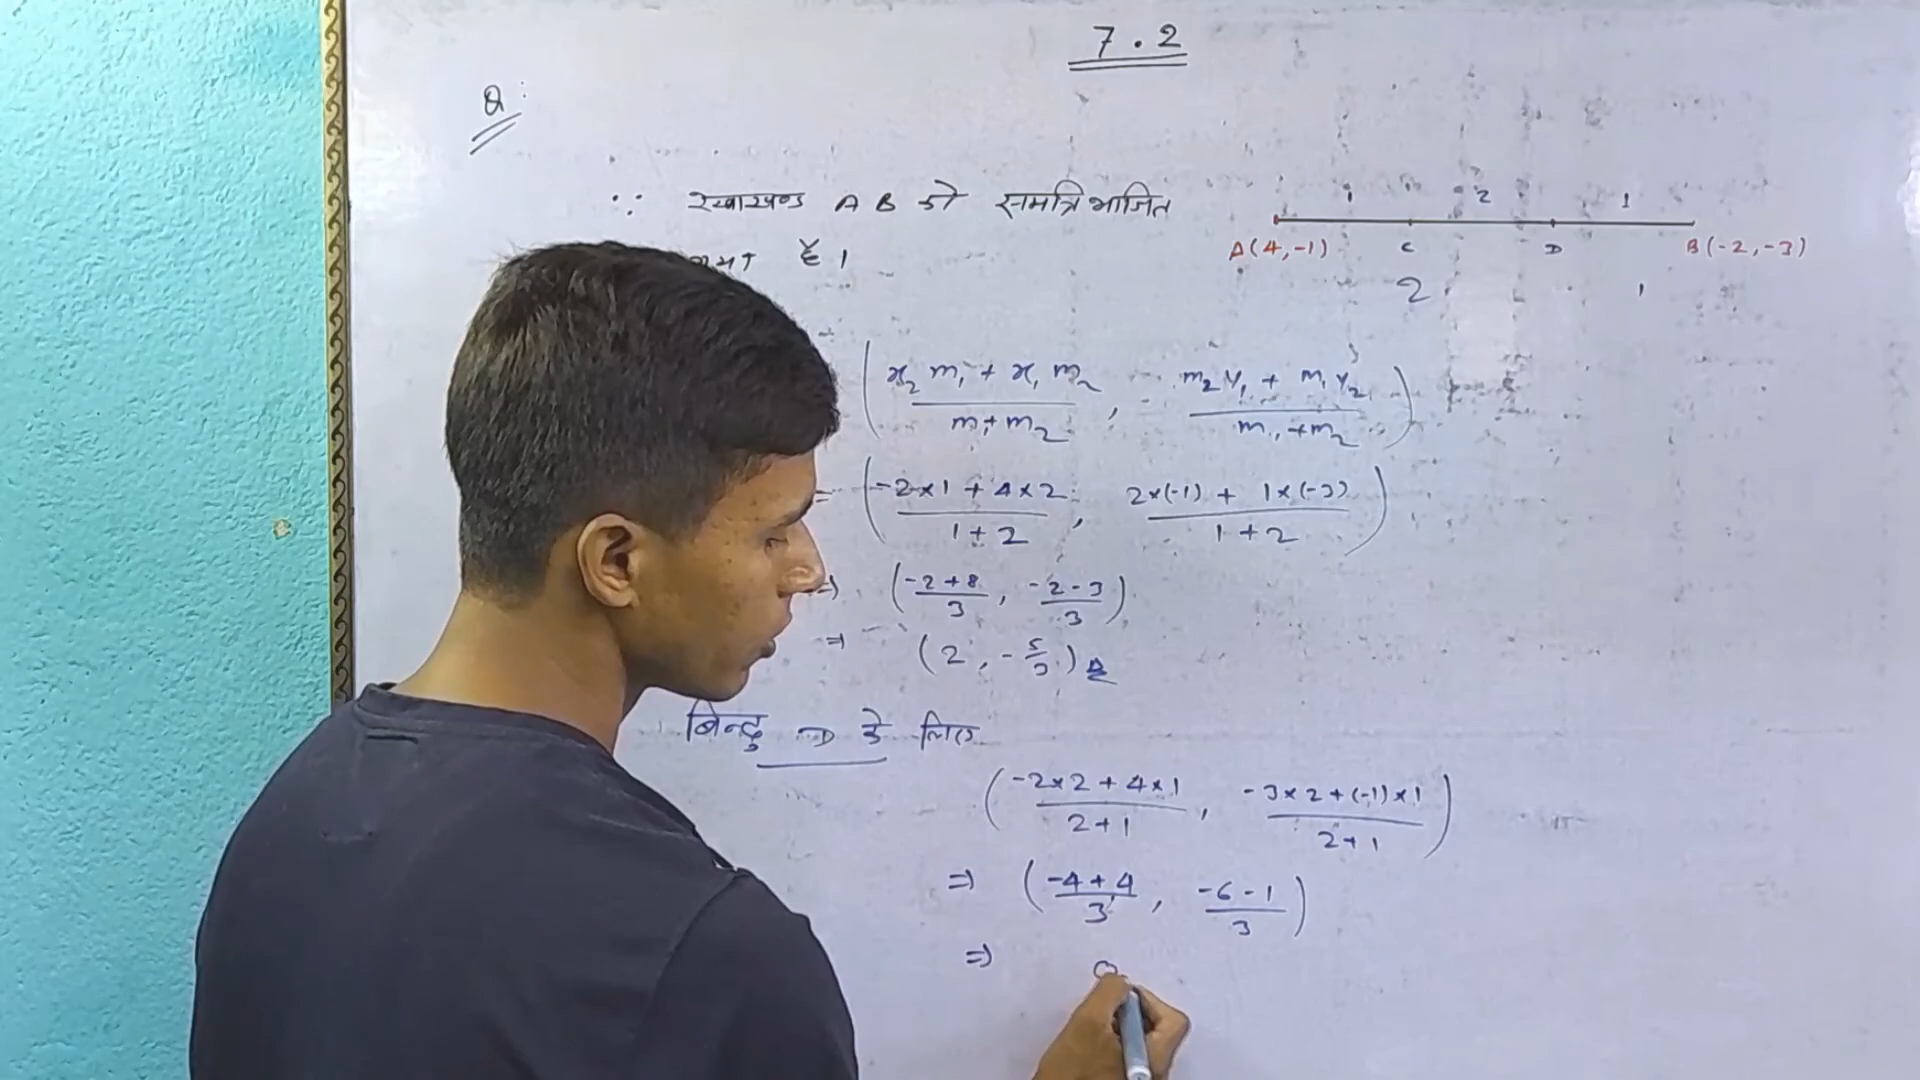 7.2
Q:
∵ रेखाखण्ड AB को समत्रिभाजित
है।
1 2 1
A(4,-1) C D B(-2,-3)
2 1
(x₂m₁ + x₁m₂ / m₁+m₂ , m₂y₁ + m₁y₂ / m₁+m₂)
= (-2×1 + 4×2 / 1+2 , 2×(-1) + 1×(-3) / 1+2)
⇒ (-2+8 / 3 , -2-3 / 3)
⇒ (2, -5/3)
बिन्दु D के लिए
(-2×2 + 4×1 / 2+1 , -3×2+(-1)×1 / 2+1)
⇒ (-4+4 / 3 , -6-1 / 3)
⇒ 0